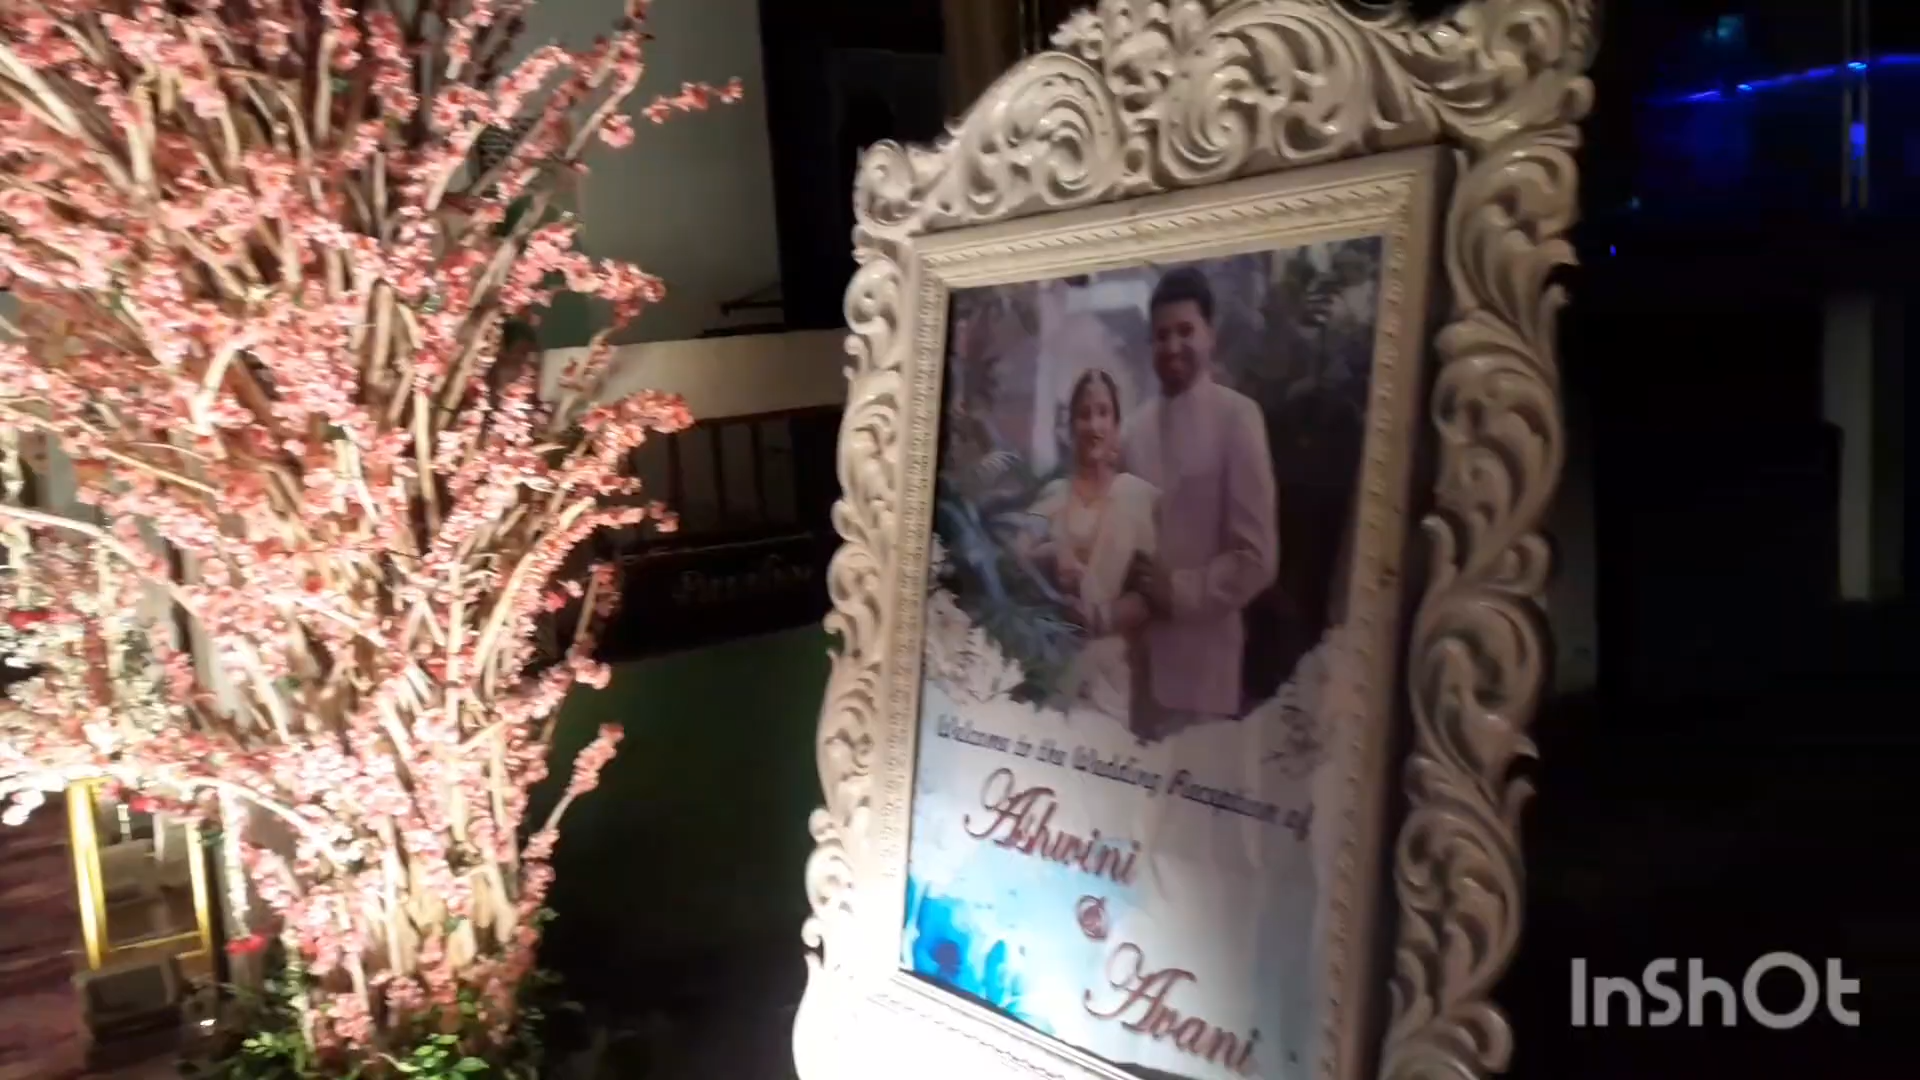 Welcome to the Wedding Reception of
Ashwini
&
Avani
InShOt